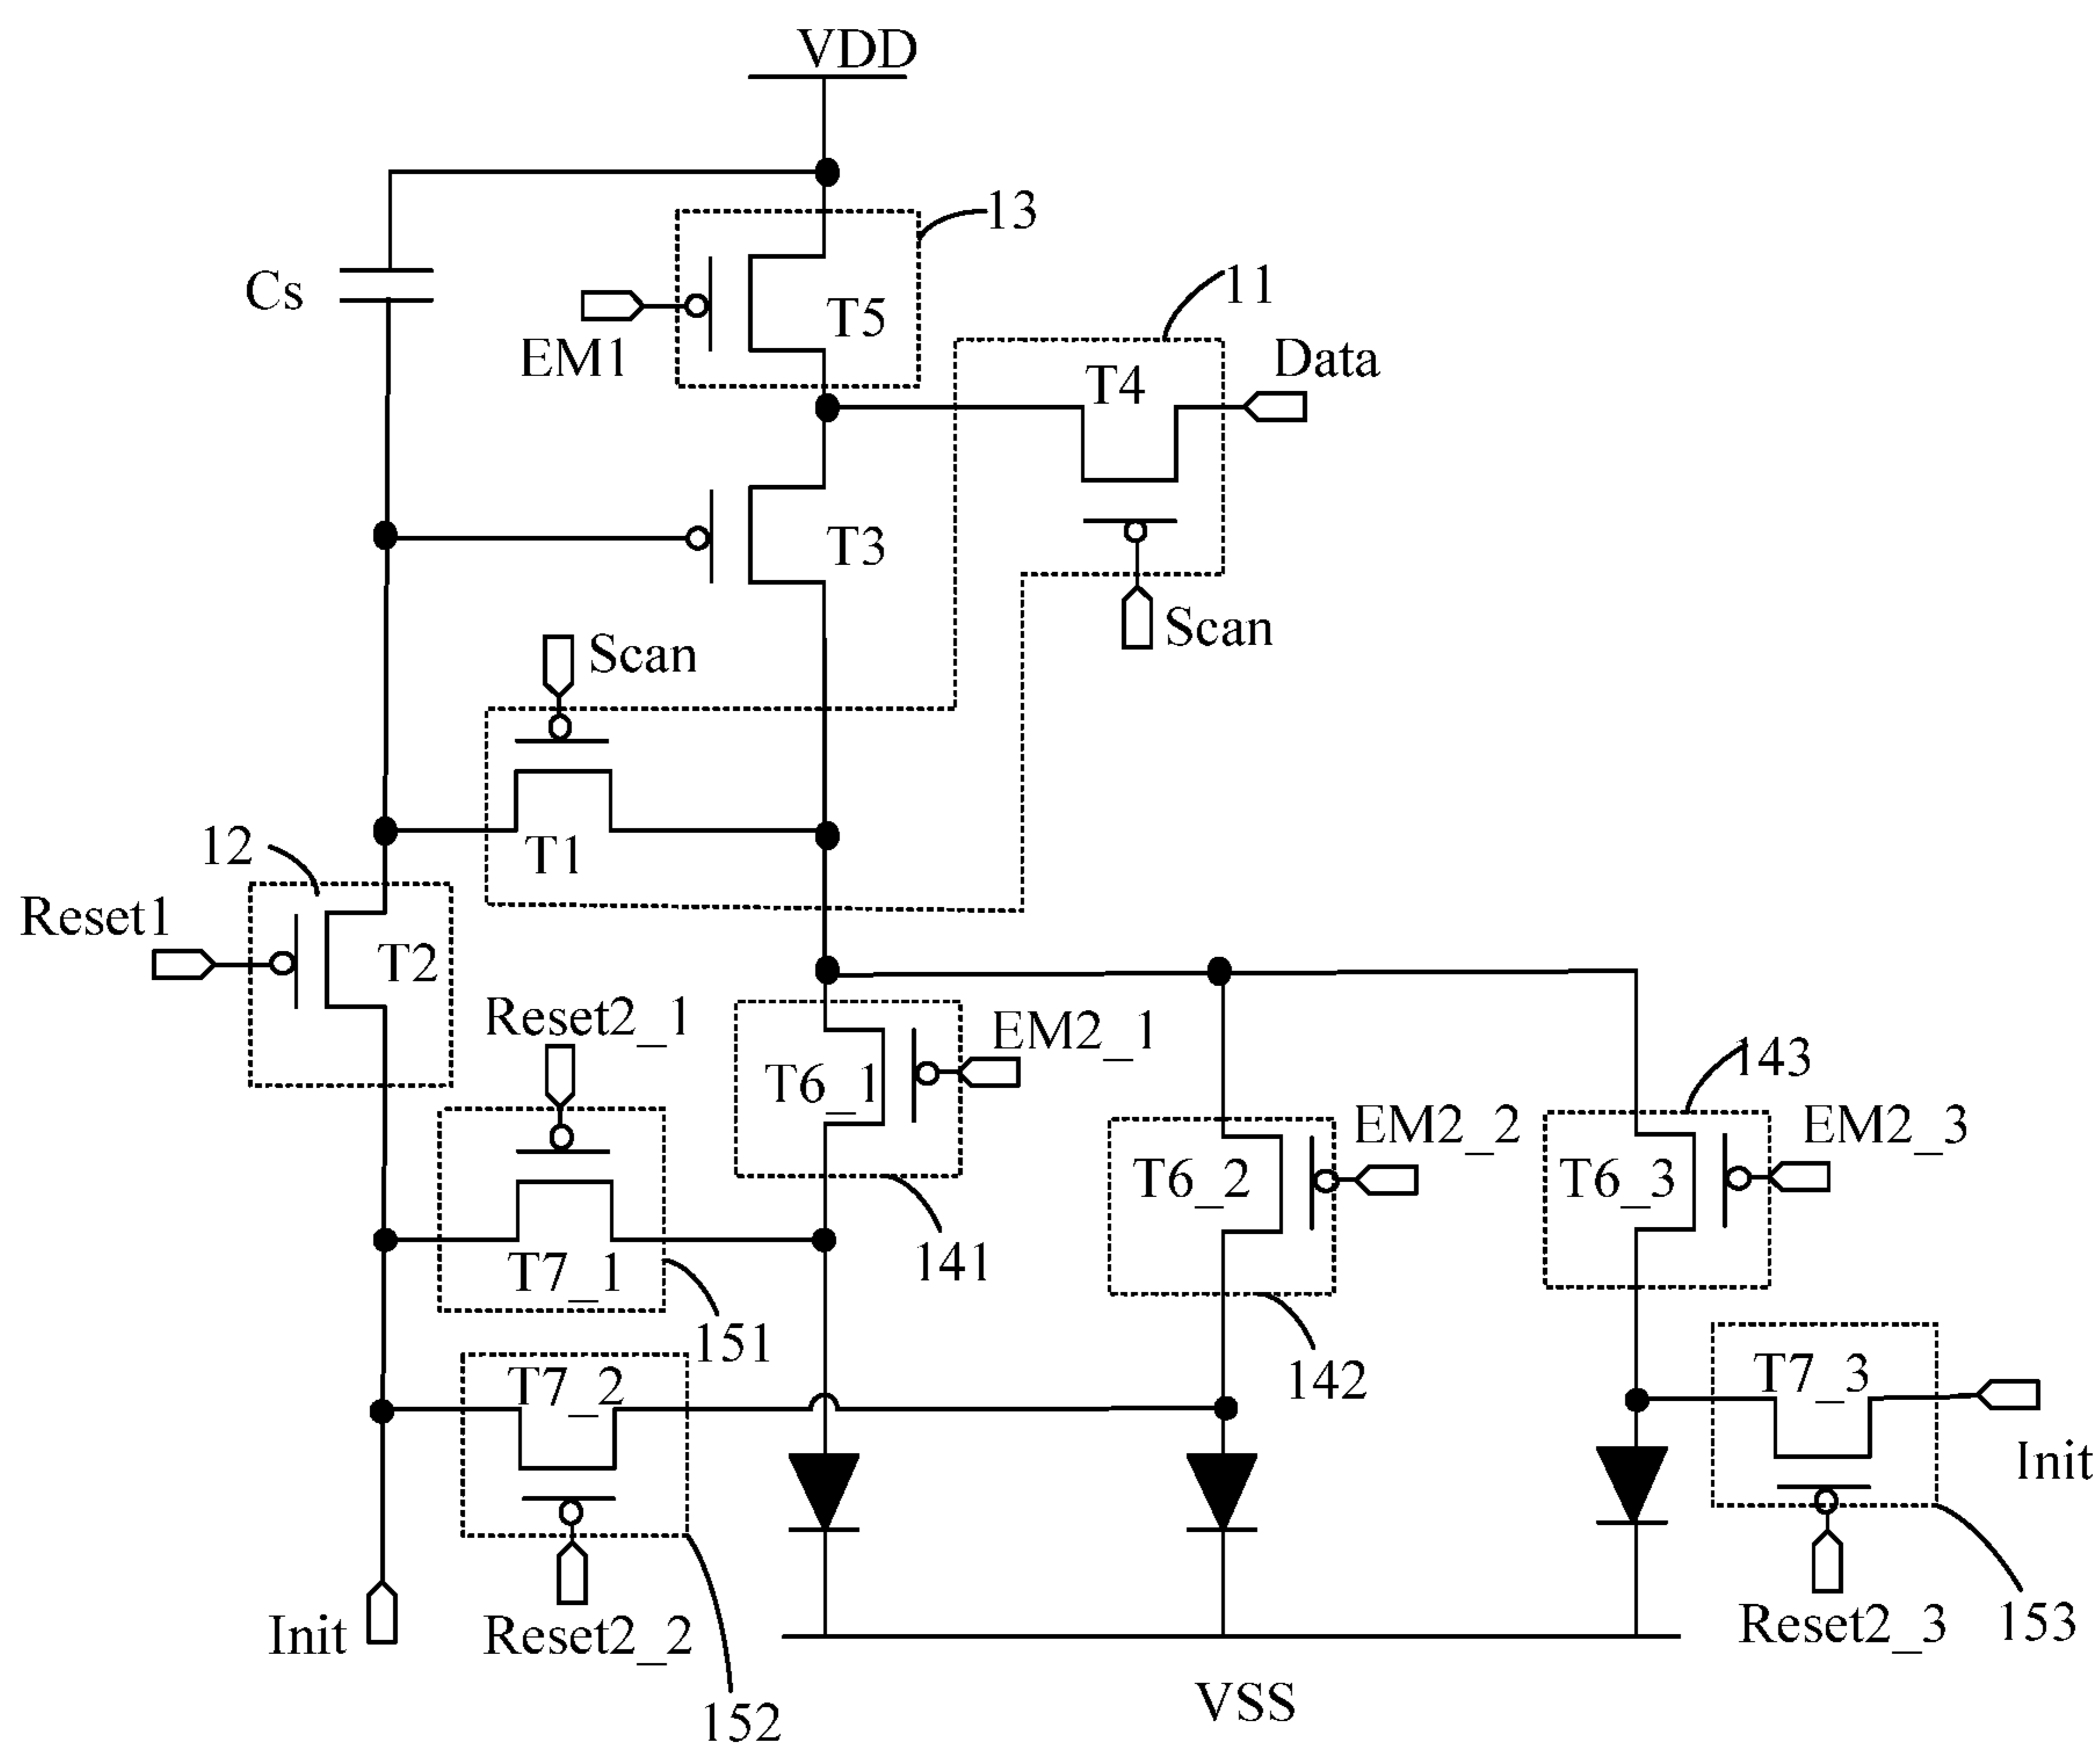 VDD
13
Cs
T5
EM1
11
T4
Data
T3
Scan
Scan
T1
12
Reset1
T2
Reset2_1
T6_1
EM2_1
143
T6_2
EM2_2
T6_3
EM2_3
141
T7_1
151
142
T7_2
T7_3
Init
Init
Reset2_2
Reset2_3
153
VSS
152